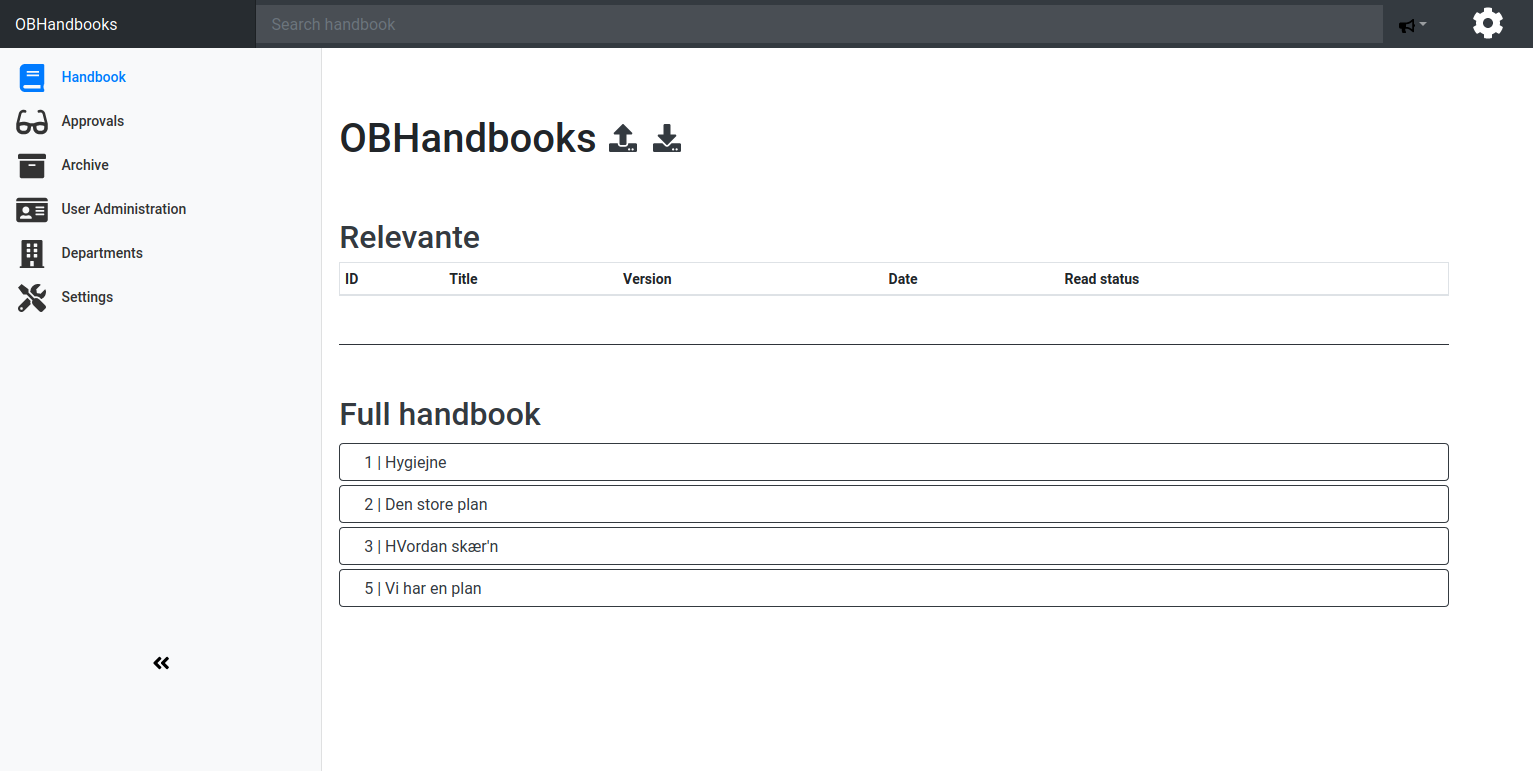 OBHandbooks
Search handbook
Handbook
Approvals
Archive
User Administration
Departments
Settings
OBHandbooks
Relevante
ID Title Version Date Read status
Full handbook
1 | Hygiejne
2 | Den store plan
3 | HVordan skær'n
5 | Vi har en plan